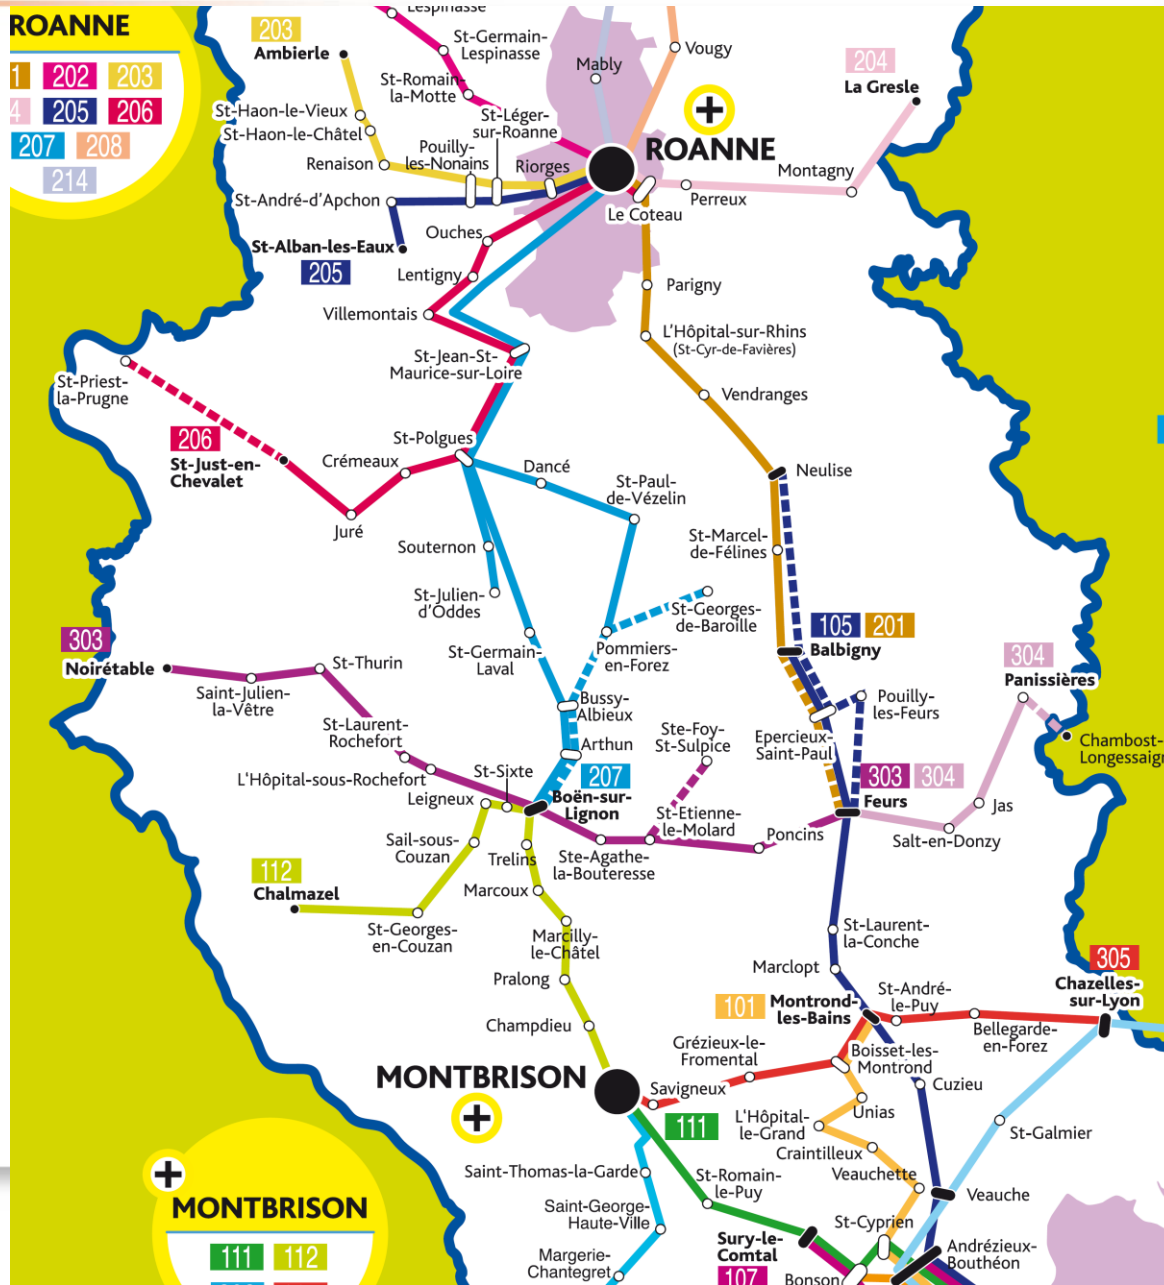 ROANNE
1 202 203
4 205 206
207 208
214
Lespinasse
St-Germain-
Lespinasse
St-Romain-
la-Motte
203
Ambierle
St-Haon-le-Vieux
St-Haon-le-Châtel
Renaison
Pouilly-
les-Nonains
St-Léger-
sur-Roanne
Riorges
Mably
Vougy
ROANNE
204
La Gresle
Montagny
Perreux
Le Coteau
St-André-d'Apchon
St-Alban-les-Eaux
205
Ouches
Lentigny
Villemontais
Parigny
L'Hôpital-sur-Rhins
(St-Cyr-de-Favières)
St-Jean-St-
Maurice-sur-Loire
St-Priest-
la-Prugne
Vendranges
206
St-Just-en-
Chevalet
Crémeaux
St-Polgues
Juré
Dancé
St-Paul-
de-Vézelin
Neulise
Souternon
St-Julien-
d'Oddes
St-Marcel-
de-Félines
St-Georges-
de-Baroille
St-Germain-
Laval
Pommiers-
en-Forez
105 201
Balbigny
303
Noirétable
St-Thurin
Saint-Julien-
la-Vêtre
St-Laurent-
Rochefort
L'Hôpital-sous-Rochefort
Bussy-
Albieux
Arthun
Ste-Foy-
St-Sulpice
Epercieux-
Saint-Paul
Pouilly-
les-Feurs
304
Panissières
Chambost-
Longessaign
St-Sixte
Leigneux
207
Boën-sur-
Lignon
303 304
Feurs
Jas
Salt-en-Donzy
St-Etienne-
le-Molard
Poncins
Sail-sous-
Couzan
Trelins
Ste-Agathe-
la-Bouteresse
112
Chalmazel
St-Georges-
en-Couzan
Marcoux
Marcilly-
le-Châtel
Pralong
Champdieu
St-Laurent-
la-Conche
Marclopt
101
Montrond-
les-Bains
St-André-
le-Puy
Bellegarde-
en-Forez
305
Chazelles-
sur-Lyon
Grézieux-le-
Fromental
Boisset-les-
Montrond
MONTBRISON
Savigneux
111
Cuzieu
Unias
L'Hôpital-
le-Grand
Craintilleux
Veauchette
St-Galmier
Veauche
Saint-Thomas-la-Garde
St-Romain-
le-Puy
Saint-George-
Haute-Ville
Margerie-
Chantegret
Sury-le-
Comtal
107
St-Cyprien
Bonson
Andrézieux-
Bouthéon
MONTBRISON
111 112